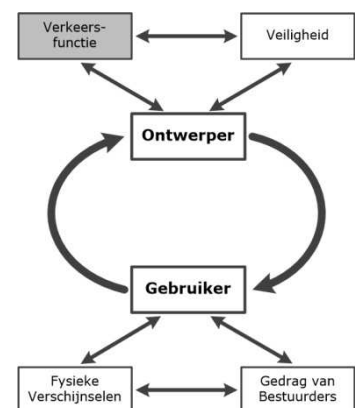 Verkeers-
functie
Veiligheid
Ontwerper
Gebruiker
Fysieke
Verschijnselen
Gedrag van
Bestuurders